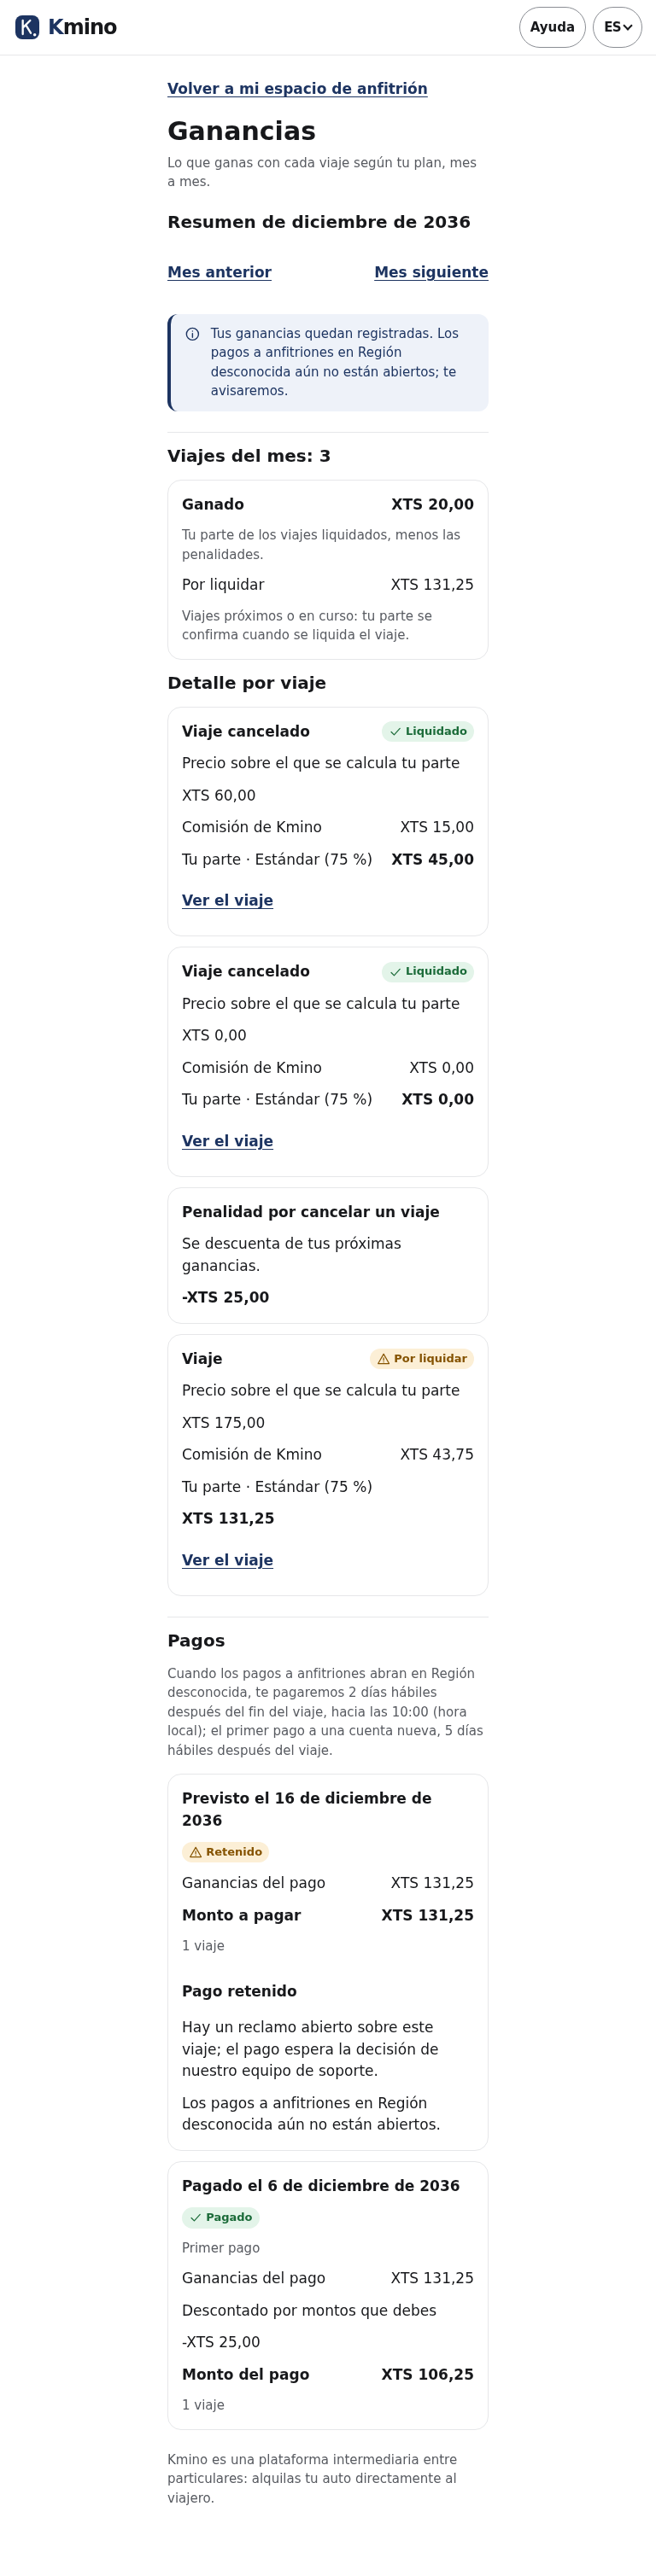 Kmino
Ayuda
ES
Volver a mi espacio de anfitrión
Ganancias
Lo que ganas con cada viaje según tu plan, mes
a mes.
Resumen de diciembre de 2036
Mes anterior
Mes siguiente
Tus ganancias quedan registradas. Los
pagos a anfitriones en Región
desconocida aún no están abiertos; te
avisaremos.
Viajes del mes: 3
Ganado XTS 20,00
Tu parte de los viajes liquidados, menos las
penalidades.
Por liquidar XTS 131,25
Viajes próximos o en curso: tu parte se
confirma cuando se liquida el viaje.
Detalle por viaje
Viaje cancelado Liquidado
Precio sobre el que se calcula tu parte
XTS 60,00
Comisión de Kmino XTS 15,00
Tu parte · Estándar (75 %) XTS 45,00
Ver el viaje
Viaje cancelado Liquidado
Precio sobre el que se calcula tu parte
XTS 0,00
Comisión de Kmino XTS 0,00
Tu parte · Estándar (75 %) XTS 0,00
Ver el viaje
Penalidad por cancelar un viaje
Se descuenta de tus próximas
ganancias.
-XTS 25,00
Viaje Por liquidar
Precio sobre el que se calcula tu parte
XTS 175,00
Comisión de Kmino XTS 43,75
Tu parte · Estándar (75 %)
XTS 131,25
Ver el viaje
Pagos
Cuando los pagos a anfitriones abran en Región
desconocida, te pagaremos 2 días hábiles
después del fin del viaje, hacia las 10:00 (hora
local); el primer pago a una cuenta nueva, 5 días
hábiles después del viaje.
Previsto el 16 de diciembre de
2036
Retenido
Ganancias del pago XTS 131,25
Monto a pagar XTS 131,25
1 viaje
Pago retenido
Hay un reclamo abierto sobre este
viaje; el pago espera la decisión de
nuestro equipo de soporte.
Los pagos a anfitriones en Región
desconocida aún no están abiertos.
Pagado el 6 de diciembre de 2036
Pagado
Primer pago
Ganancias del pago XTS 131,25
Descontado por montos que debes
-XTS 25,00
Monto del pago XTS 106,25
1 viaje
Kmino es una plataforma intermediaria entre
particulares: alquilas tu auto directamente al
viajero.